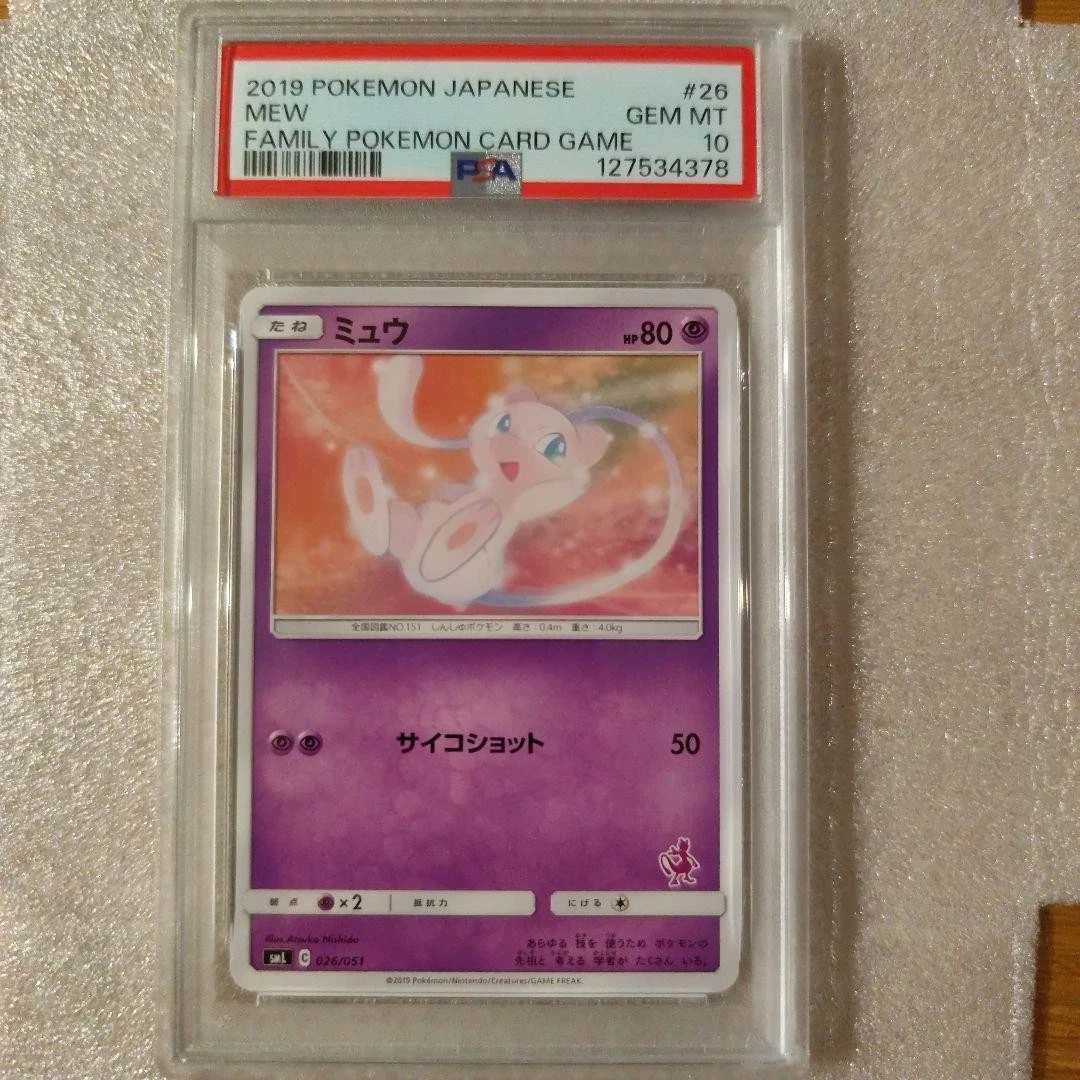 2019 POKEMON JAPANESE #26
MEW GEM MT
FAMILY POKEMON CARD GAME 10
PSA 127534378
たね ミュウ HP80
全国図鑑NO.151 しんしゅポケモン 高さ:0.4m 重さ:4.0kg
サイコショット 50
弱点 ×2 抵抗力 にげる
Illus.Atsuko Nishida
あらゆる 技を 使うため ポケモンの
先祖と 考える 学者が たくさん いる。
SML C 026/051
©2019 Pokémon/Nintendo/Creatures/GAME FREAK.